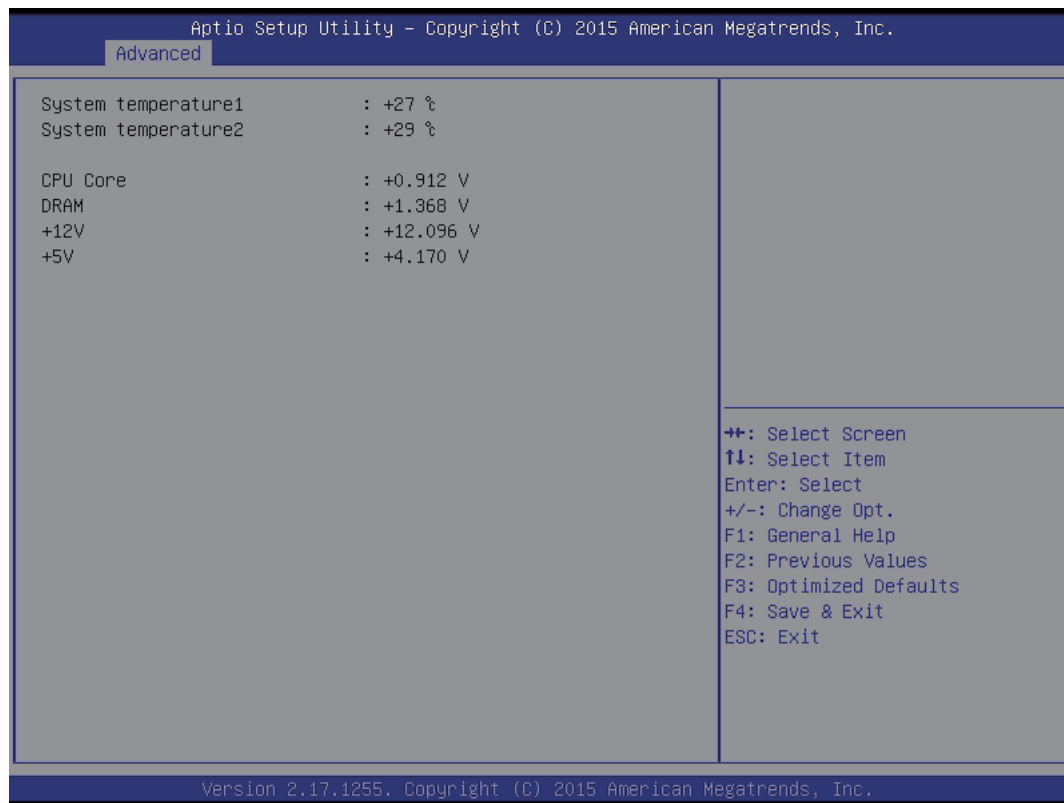 Aptio Setup Utility – Copyright (C) 2015 American Megatrends, Inc.
Advanced
System temperature1 : +27 ℃
System temperature2 : +29 ℃
CPU Core : +0.912 V
DRAM : +1.368 V
+12V : +12.096 V
+5V : +4.170 V
→←: Select Screen
↑↓: Select Item
Enter: Select
+/-: Change Opt.
F1: General Help
F2: Previous Values
F3: Optimized Defaults
F4: Save & Exit
ESC: Exit
Version 2.17.1255. Copyright (C) 2015 American Megatrends, Inc.